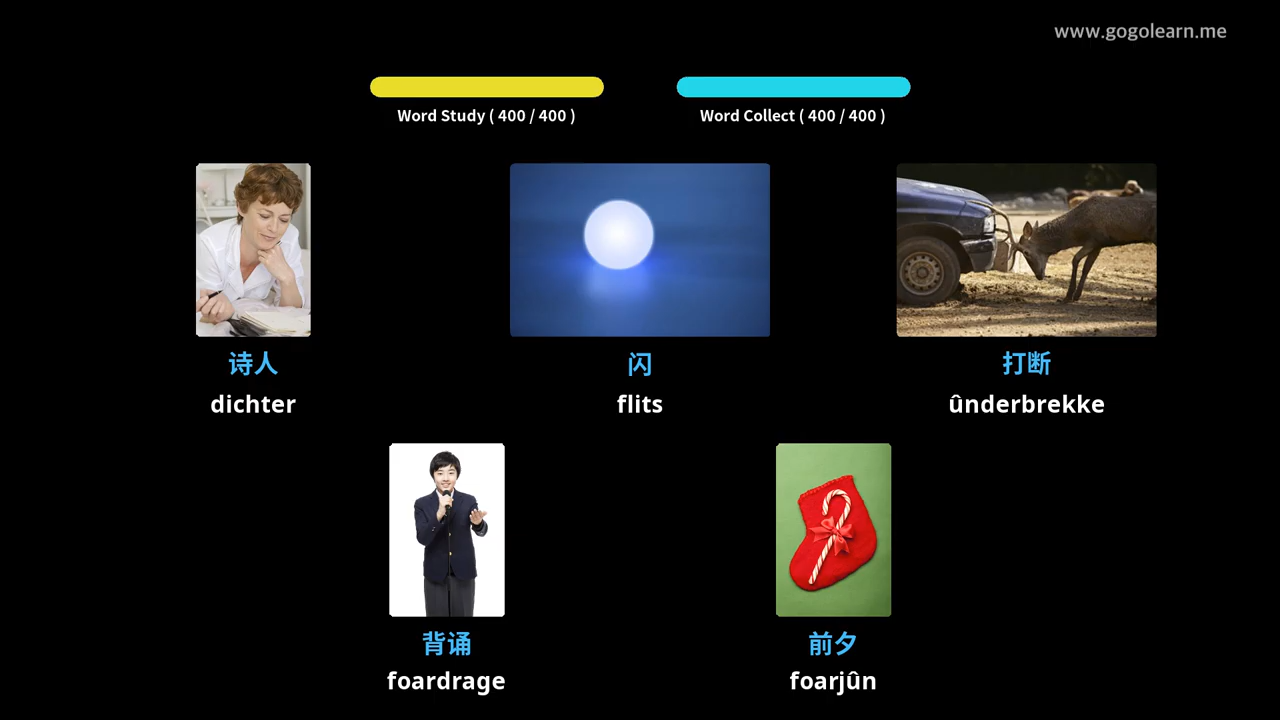 www.gogolearn.me
Word Study ( 400 / 400 )
Word Collect ( 400 / 400 )
诗人
闪
打断
dichter
flits
ûnderbrekke
背诵
前夕
foardrage
foarjûn